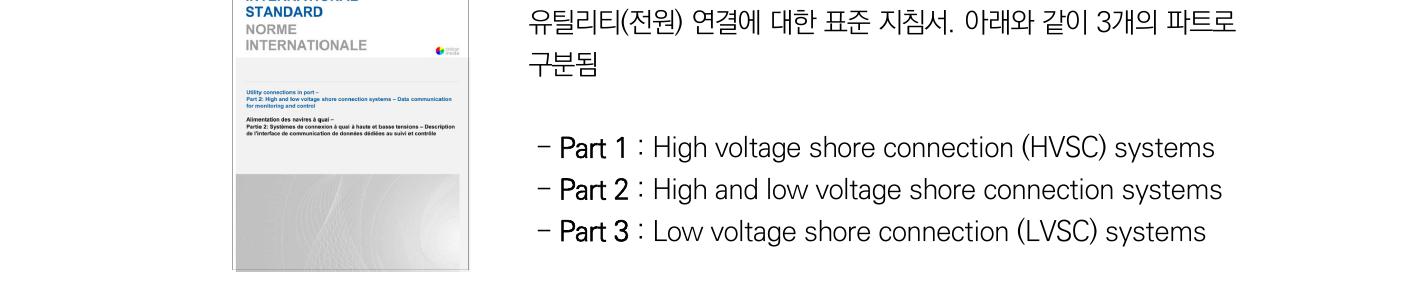 INTERNATIONAL
STANDARD
NORME
INTERNATIONALE
Utility connections in port –
Part 2: High and low voltage shore connection systems – Data communication
for monitoring and control
Alimentation des navires à quai –
Partie 2: Systèmes de connexion à quai à haute et basse tensions – Description
de l'interface de communication de données dédiées au suivi et contrôle
유틸리티(전원) 연결에 대한 표준 지침서. 아래와 같이 3개의 파트로
구분됨
– Part 1 : High voltage shore connection (HVSC) systems
– Part 2 : High and low voltage shore connection systems
– Part 3 : Low voltage shore connection (LVSC) systems